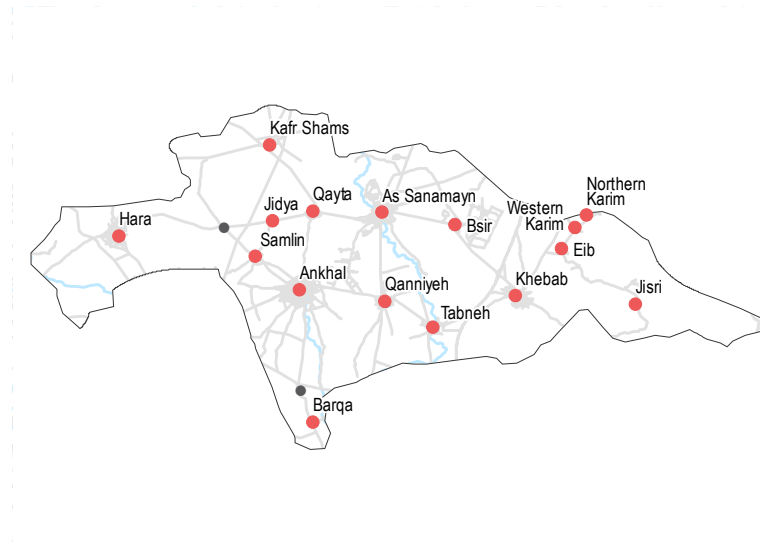 Kafr Shams
Northern
Karim
Qayta
As Sanamayn
Jidya
Western
Karim
Hara
Bsir
Samlin
Eib
Ankhal
Qanniyeh
Khebab
Jisri
Tabneh
Barqa